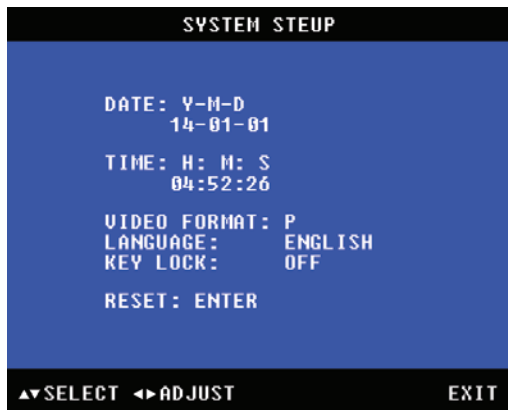 SYSTEM STEUP
DATE: Y-M-D
14-01-01
TIME: H: M: S
04:52:26
VIDEO FORMAT: P
LANGUAGE: ENGLISH
KEY LOCK: OFF
RESET: ENTER
▲▼SELECT ◄►ADJUST EXIT